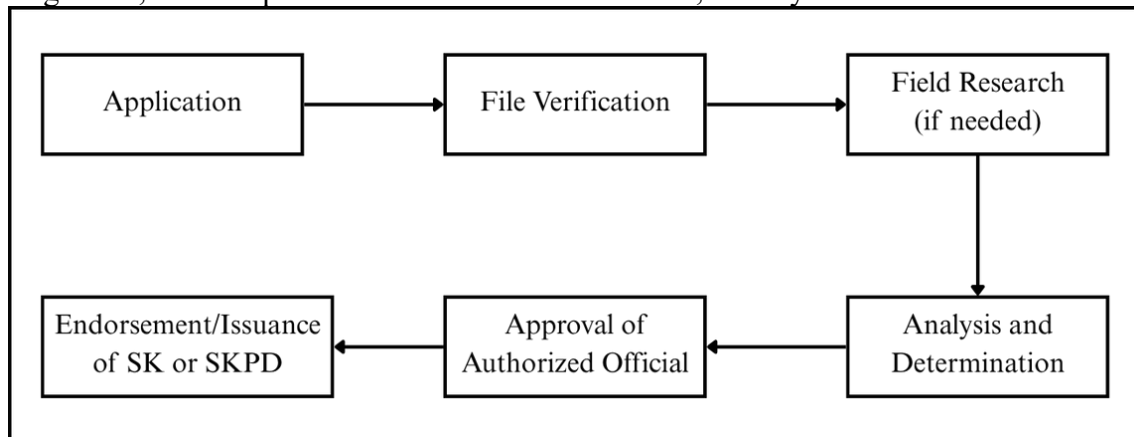 Application
File Verification
Field Research
(if needed)
Analysis and
Determination
Approval of
Authorized Official
Endorsement/Issuance
of SK or SKPD